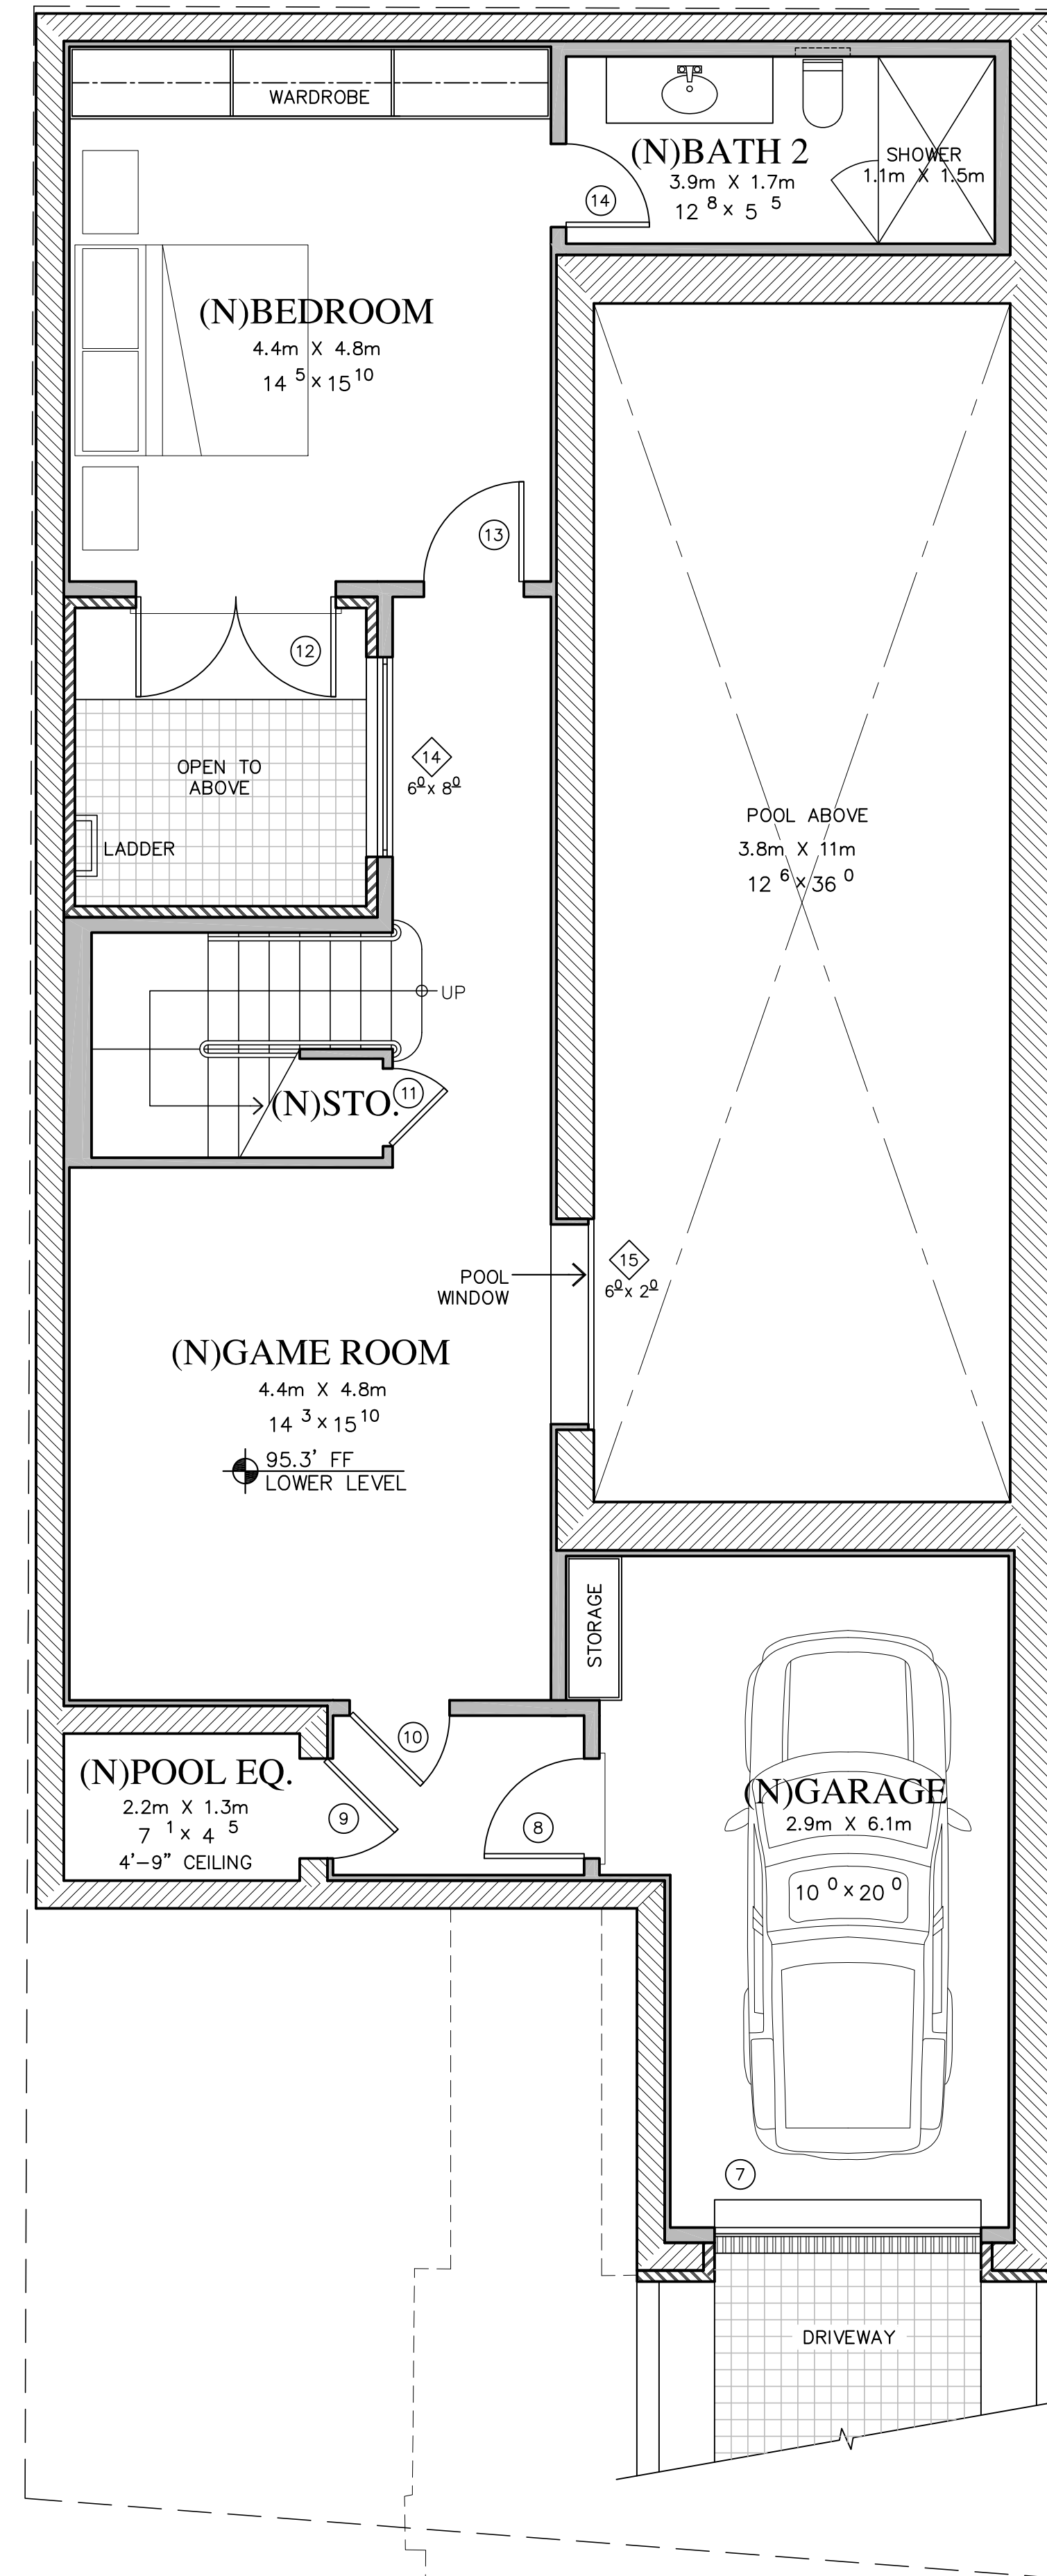 WARDROBE
(N)BATH 2
3.9m X 1.7m
12 8 x 5 5
SHOWER
1.1m X 1.5m
14
(N)BEDROOM
4.4m X 4.8m
14 5 x 15 10
13
12
OPEN TO
ABOVE
LADDER
14
6 0 x 8 0
POOL ABOVE
3.8m X 11m
12 6 x 36 0
UP
(N)STO.
11
POOL
WINDOW
15
6 0 x 2 0
(N)GAME ROOM
4.4m X 4.8m
14 3 x 15 10
95.3' FF
LOWER LEVEL
STORAGE
10
(N)POOL EQ.
2.2m X 1.3m
7 1 x 4 5
4'-9" CEILING
9
8
(N)GARAGE
2.9m X 6.1m
10 0 x 20 0
7
DRIVEWAY